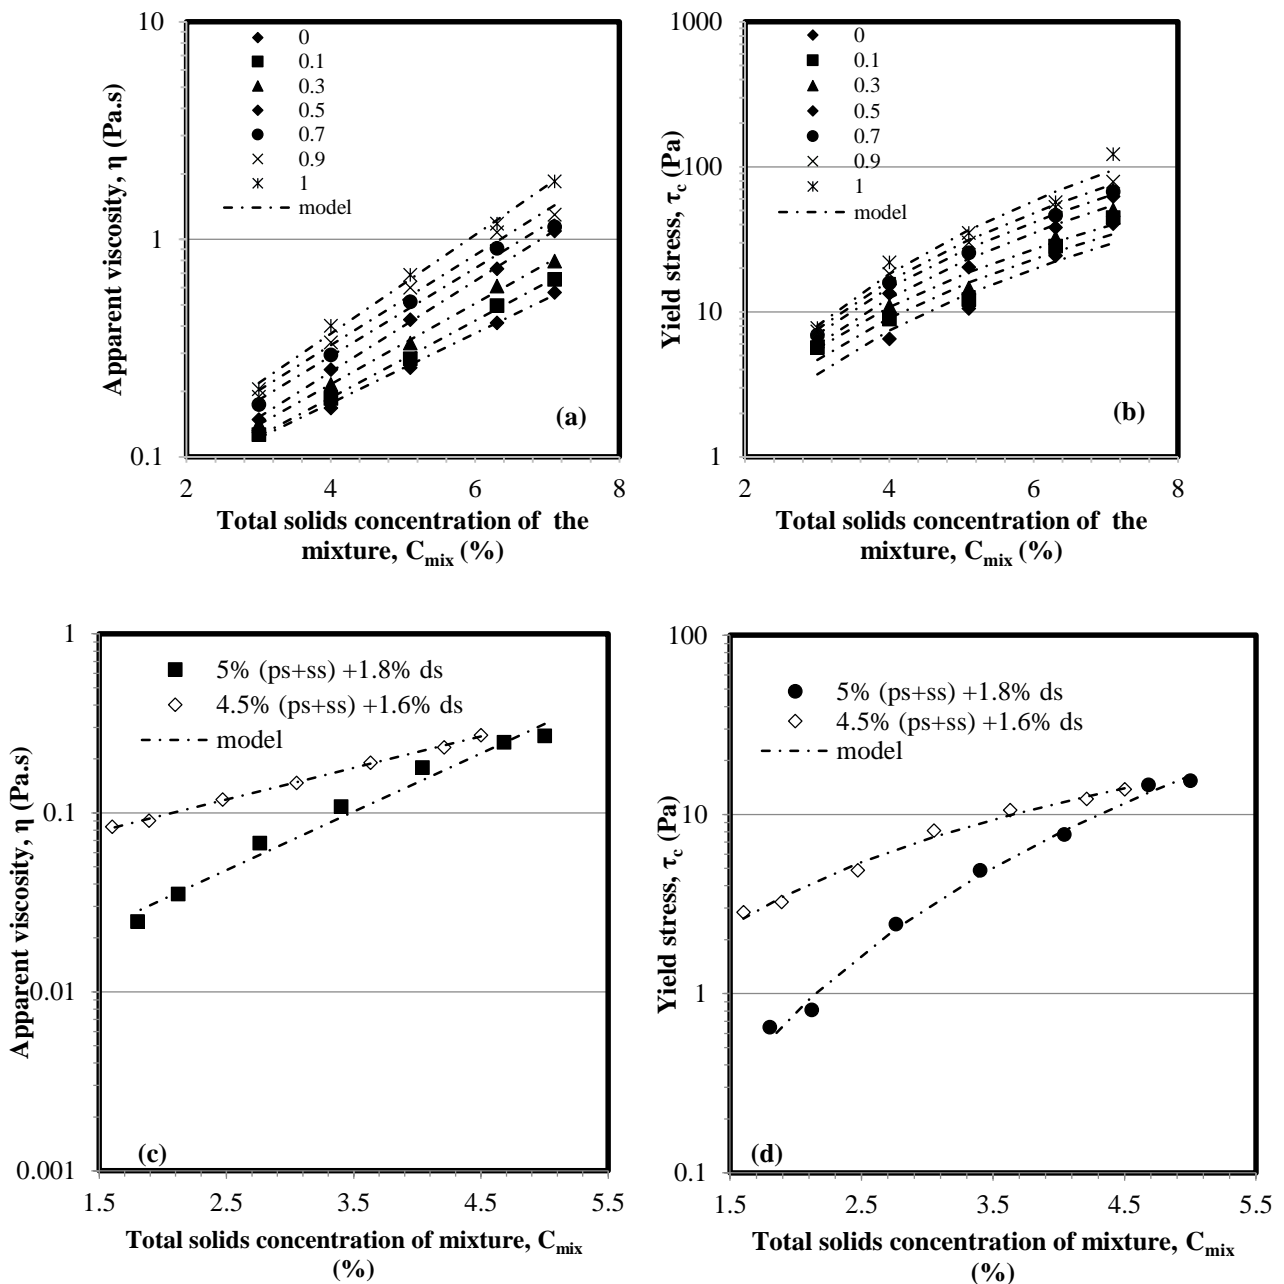 Apparent viscosity, η (Pa.s)
10
1
0.1
0
0.1
0.3
0.5
0.7
0.9
1
model
(a)
2
4
6
8
Total solids concentration of the
mixture, Cmix (%)
Yield stress, τc (Pa)
1000
100
10
1
0
0.1
0.3
0.5
0.7
0.9
1
model
(b)
2
4
6
8
Total solids concentration of the
mixture, Cmix (%)
Apparent viscosity, η (Pa.s)
1
0.1
0.01
0.001
5% (ps+ss) +1.8% ds
4.5% (ps+ss) +1.6% ds
model
(c)
1.5
2.5
3.5
4.5
5.5
Total solids concentration of mixture, Cmix
(%)
Yield stress, τc (Pa)
100
10
1
0.1
5% (ps+ss) +1.8% ds
4.5% (ps+ss) +1.6% ds
model
(d)
1.5
2.5
3.5
4.5
5.5
Total solids concentration of mixture, Cmix
(%)